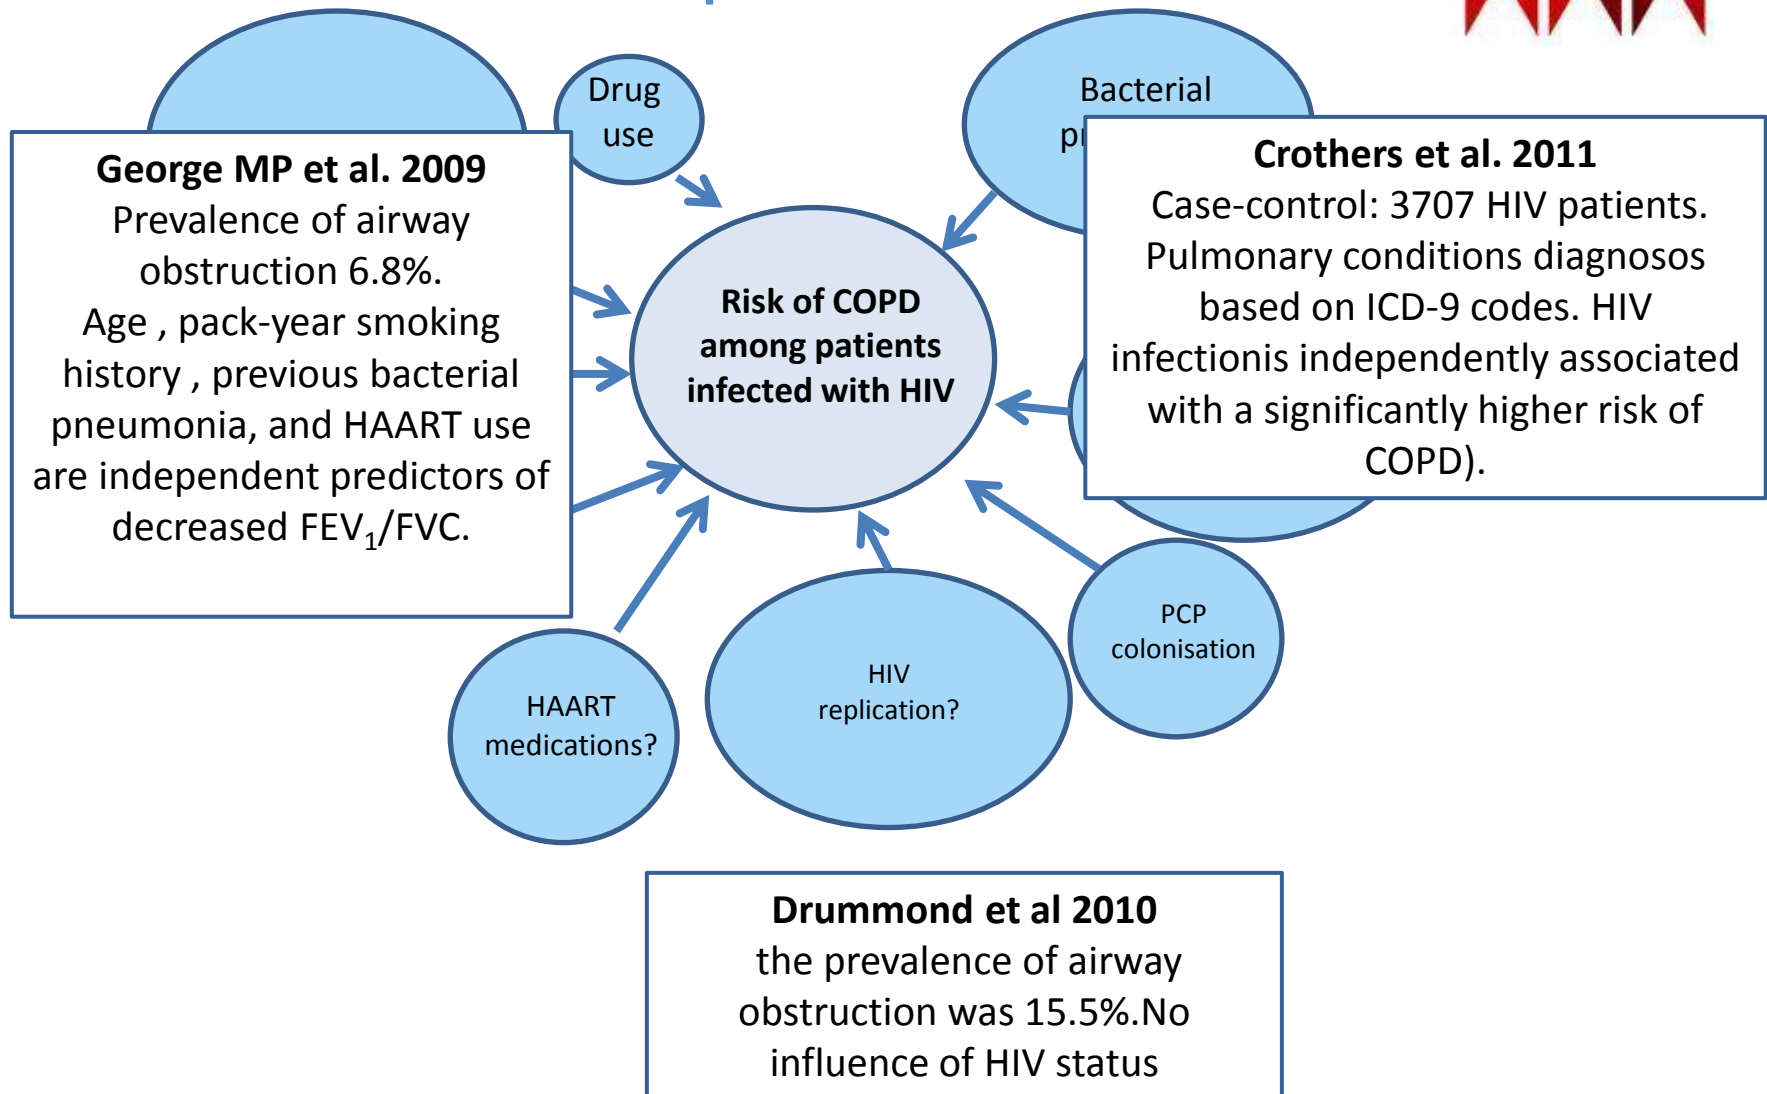 Drug
use
Bacterial
George MP et al. 2009
Prevalence of airway
obstruction 6.8%.
Age , pack-year smoking
history , previous bacterial
pneumonia, and HAART use
are independent predictors of
decreased FEV₁/FVC.
Crothers et al. 2011
Case-control: 3707 HIV patients.
Pulmonary conditions diagnosos
based on ICD-9 codes. HIV
infectionis independently associated
with a significantly higher risk of
COPD).
Risk of COPD
among patients
infected with HIV
PCP
colonisation
HIV
replication?
HAART
medications?
Drummond et al 2010
the prevalence of airway
obstruction was 15.5%.No
influence of HIV status